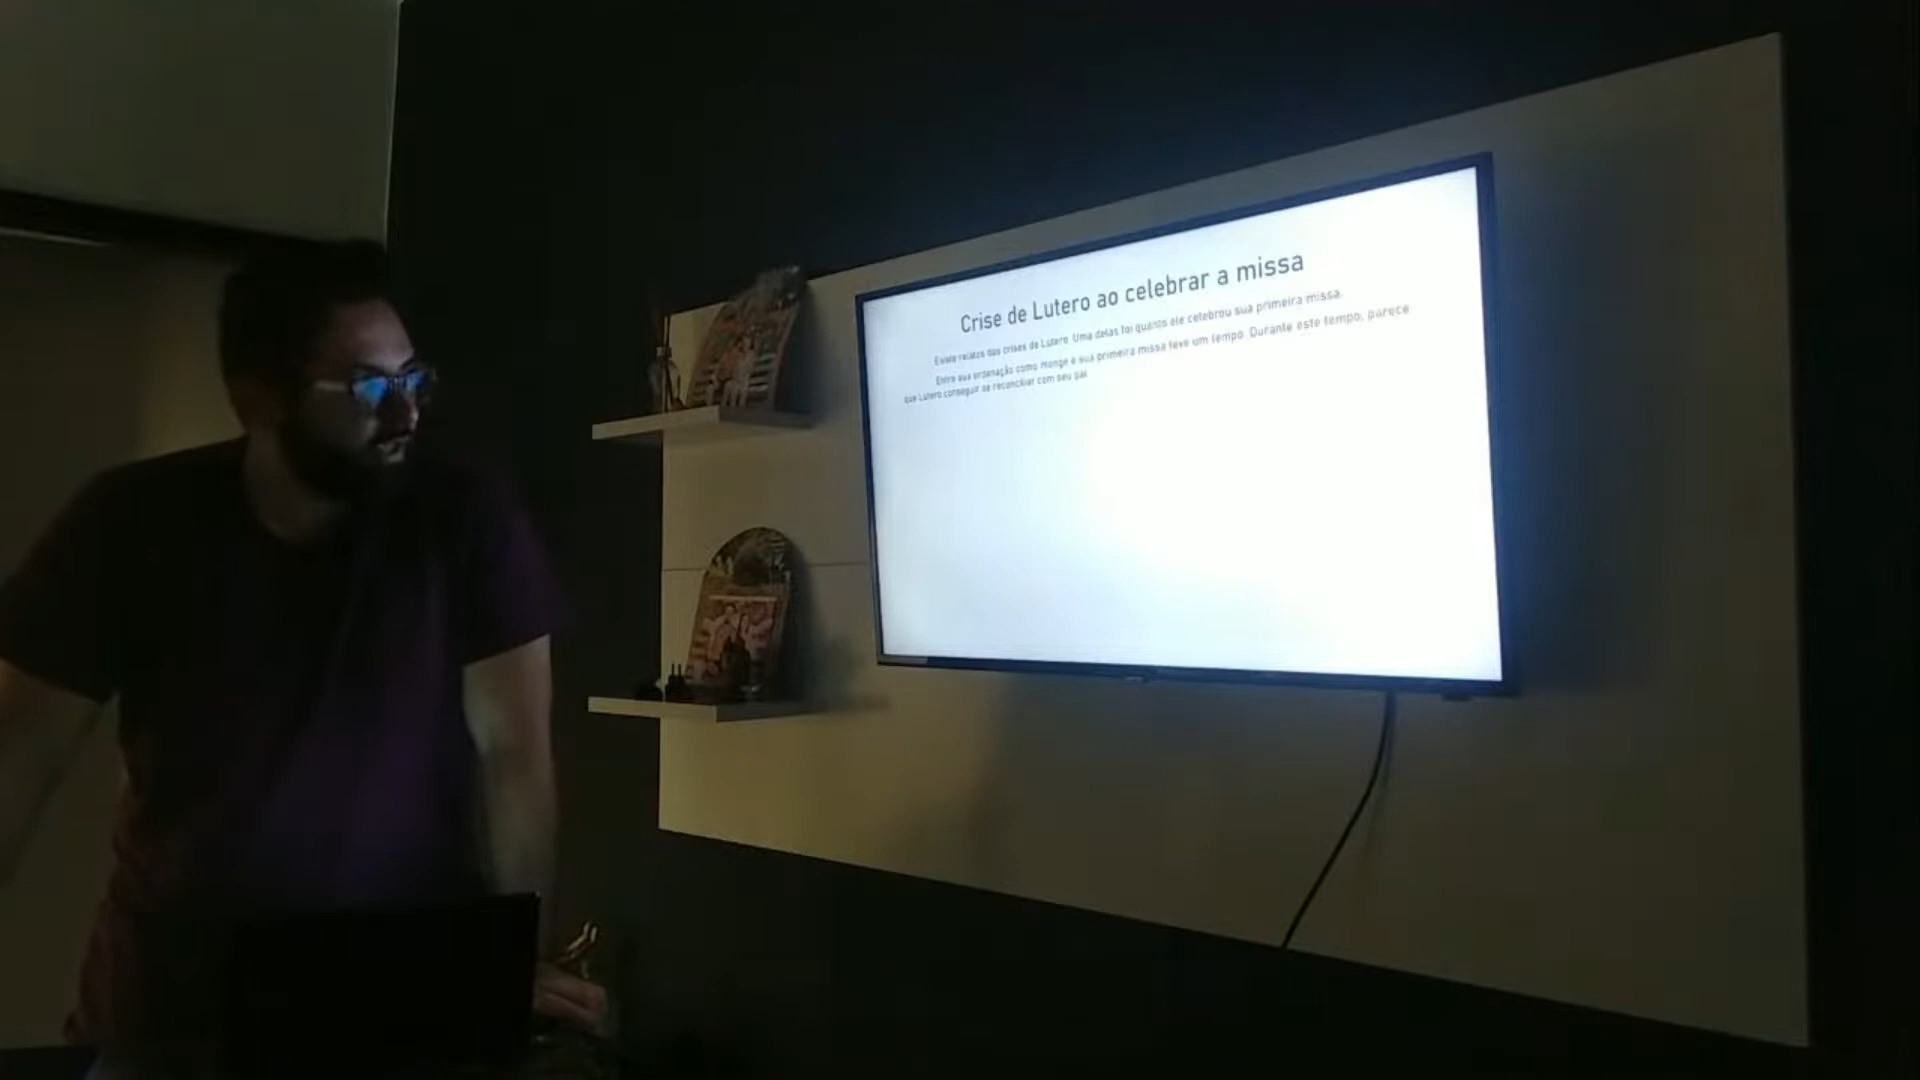 Crise de Lutero ao celebrar a missa
Existe relatos das crises de Lutero. Uma delas foi quanto ele celebrou sua primeira missa.
Entre sua ordenação como monge e sua primeira missa teve um tempo. Durante este tempo, parece
que Lutero conseguir se reconciliar com seu pai.